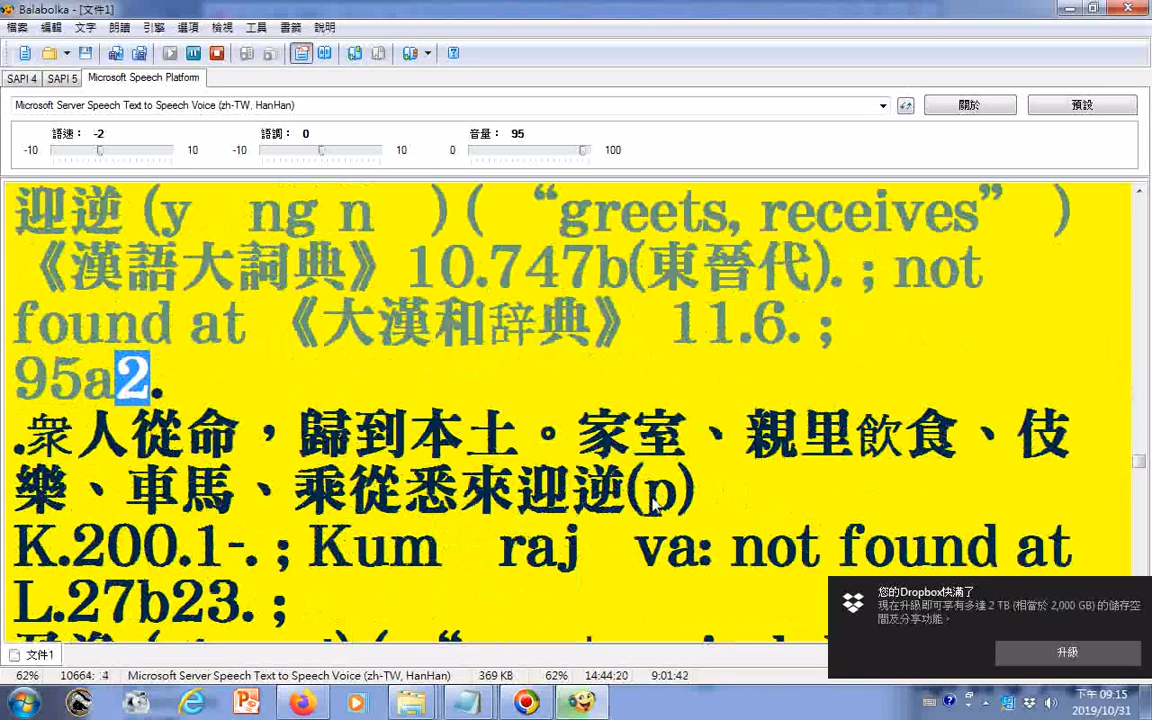 Balabolka - [文件1]
檔案 編輯 文字 朗讀 引擎 選項 檢視 工具 書籤 說明
SAPI 4 SAPI 5 Microsoft Speech Platform
Microsoft Server Speech Text to Speech Voice (zh-TW, HanHan) 關於 預設
語速： -2 語調： 0 音量： 95
-10 10 -10 10 0 100
迎逆 (y ng n )( “greets, receives” )
《漢語大詞典》 10.747b(東晉代). ; not
found at 《大漢和辞典》 11.6. ;
95a2.
.衆人從命，歸到本土。家室、親里飲食、伎
樂、車馬、乘從悉來迎逆(p)
K.200.1-. ; Kum raj va: not found at
L.27b23. ;
您的Dropbox快滿了
現在升級即可享有多達 2 TB (相當於 2,000 GB) 的儲存空
間及分享功能。
升級
文件1
62% 10664: 4 Microsoft Server Speech Text to Speech Voice (zh-TW, HanHan) 369 KB 62% 14:44:20 9:01:42
下午 09:15
2019/10/31